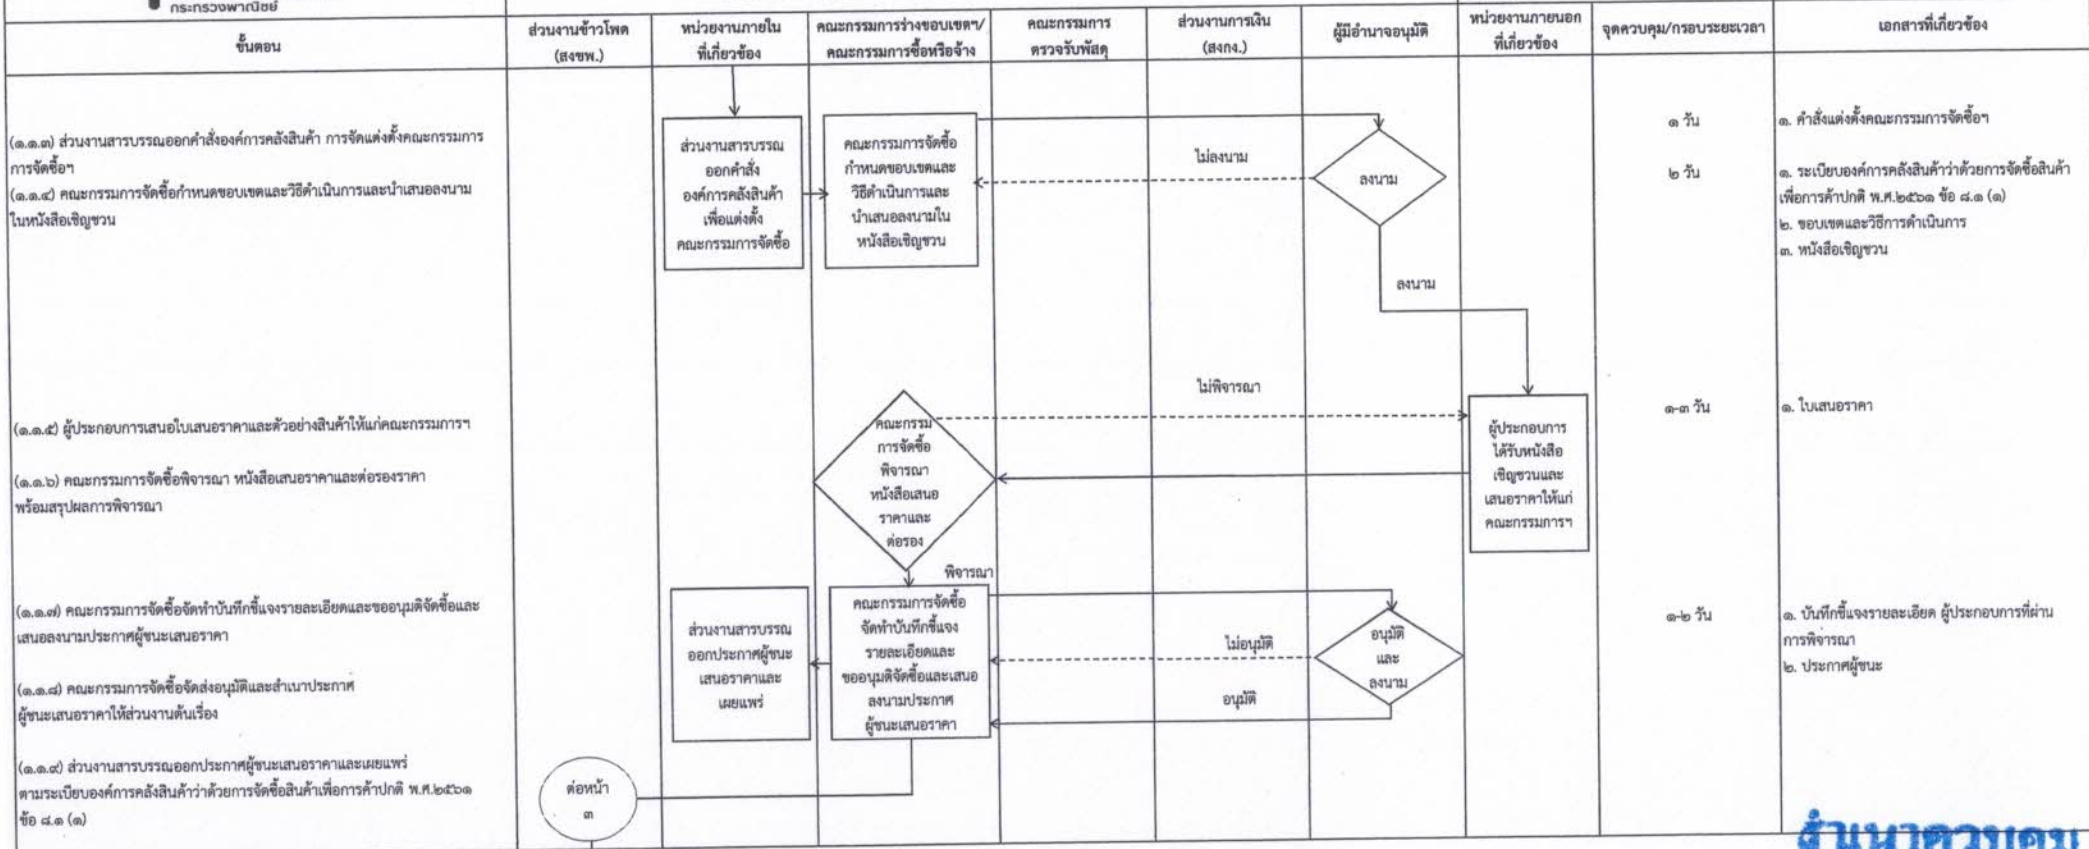 กระทรวงพาณิชย์
ขั้นตอน
ส่วนงานข้าวโพด
(สงขพ.)
หน่วยงานภายใน
ที่เกี่ยวข้อง
คณะกรรมการร่างขอบเขตฯ/
คณะกรรมการซื้อหรือจ้าง
คณะกรรมการ
ตรวจรับพัสดุ
ส่วนงานการเงิน
(สงกง.)
ผู้มีอำนาจอนุมัติ
หน่วยงานภายนอก
ที่เกี่ยวข้อง
จุดควบคุม/กรอบระยะเวลา
เอกสารที่เกี่ยวข้อง
(๑.๑.๓) ส่วนงานสารบรรณออกคำสั่งองค์การคลังสินค้า การจัดแต่งตั้งคณะกรรมการ
การจัดซื้อฯ
(๑.๑.๔) คณะกรรมการจัดซื้อกำหนดขอบเขตและวิธีดำเนินการและนำเสนอลงนาม
ในหนังสือเชิญชวน
ส่วนงานสารบรรณ
ออกคำสั่ง
องค์การคลังสินค้า
เพื่อแต่งตั้ง
คณะกรรมการจัดซื้อ
คณะกรรมการจัดซื้อ
กำหนดขอบเขตและ
วิธีดำเนินการและ
นำเสนอลงนามใน
หนังสือเชิญชวน
ไม่ลงนาม
ลงนาม
ลงนาม
๑ วัน
๒ วัน
๑. คำสั่งแต่งตั้งคณะกรรมการจัดซื้อฯ
๑. ระเบียบองค์การคลังสินค้าว่าด้วยการจัดซื้อสินค้า
เพื่อการค้าปกติ พ.ศ.๒๕๖๑ ข้อ ๘.๑ (๑)
๒. ขอบเขตและวิธีการดำเนินการ
๓. หนังสือเชิญชวน
(๑.๑.๕) ผู้ประกอบการเสนอใบเสนอราคาและตัวอย่างสินค้าให้แก่คณะกรรมการฯ
(๑.๑.๖) คณะกรรมการจัดซื้อพิจารณา หนังสือเสนอราคาและต่อรองราคา
พร้อมสรุปผลการพิจารณา
คณะกรรม
การจัดซื้อ
พิจารณา
หนังสือเสนอ
ราคาและ
ต่อรอง
ไม่พิจารณา
พิจารณา
ผู้ประกอบการ
ได้รับหนังสือ
เชิญชวนและ
เสนอราคาให้แก่
คณะกรรมการฯ
๑-๓ วัน
๑. ใบเสนอราคา
(๑.๑.๗) คณะกรรมการจัดซื้อจัดทำบันทึกชี้แจงรายละเอียดและขออนุมติจัดซื้อและ
เสนอลงนามประกาศผู้ชนะเสนอราคา
(๑.๑.๘) คณะกรรมการจัดซื้อจัดส่งอนุมัติและสำเนาประกาศ
ผู้ชนะเสนอราคาให้ส่วนงานต้นเรื่อง
(๑.๑.๙) ส่วนงานสารบรรณออกประกาศผู้ชนะเสนอราคาและเผยแพร่
ตามระเบียบองค์การคลังสินค้าว่าด้วยการจัดซื้อสินค้าเพื่อการค้าปกติ พ.ศ.๒๕๖๑
ข้อ ๘.๑ (๑)
ส่วนงานสารบรรณ
ออกประกาศผู้ชนะ
เสนอราคาและ
เผยแพร่
คณะกรรมการจัดซื้อ
จัดทำบันทึกชี้แจง
รายละเอียดและ
ขออนุมติจัดซื้อและเสนอ
ลงนามประกาศ
ผู้ชนะเสนอราคา
ไม่อนุมัติ
อนุมัติ
อนุมัติ
และ
ลงนาม
๑-๒ วัน
๑. บันทึกชี้แจงรายละเอียด ผู้ประกอบการที่ผ่าน
การพิจารณา
๒. ประกาศผู้ชนะ
ต่อหน้า
๓
สำเนาควบคุม